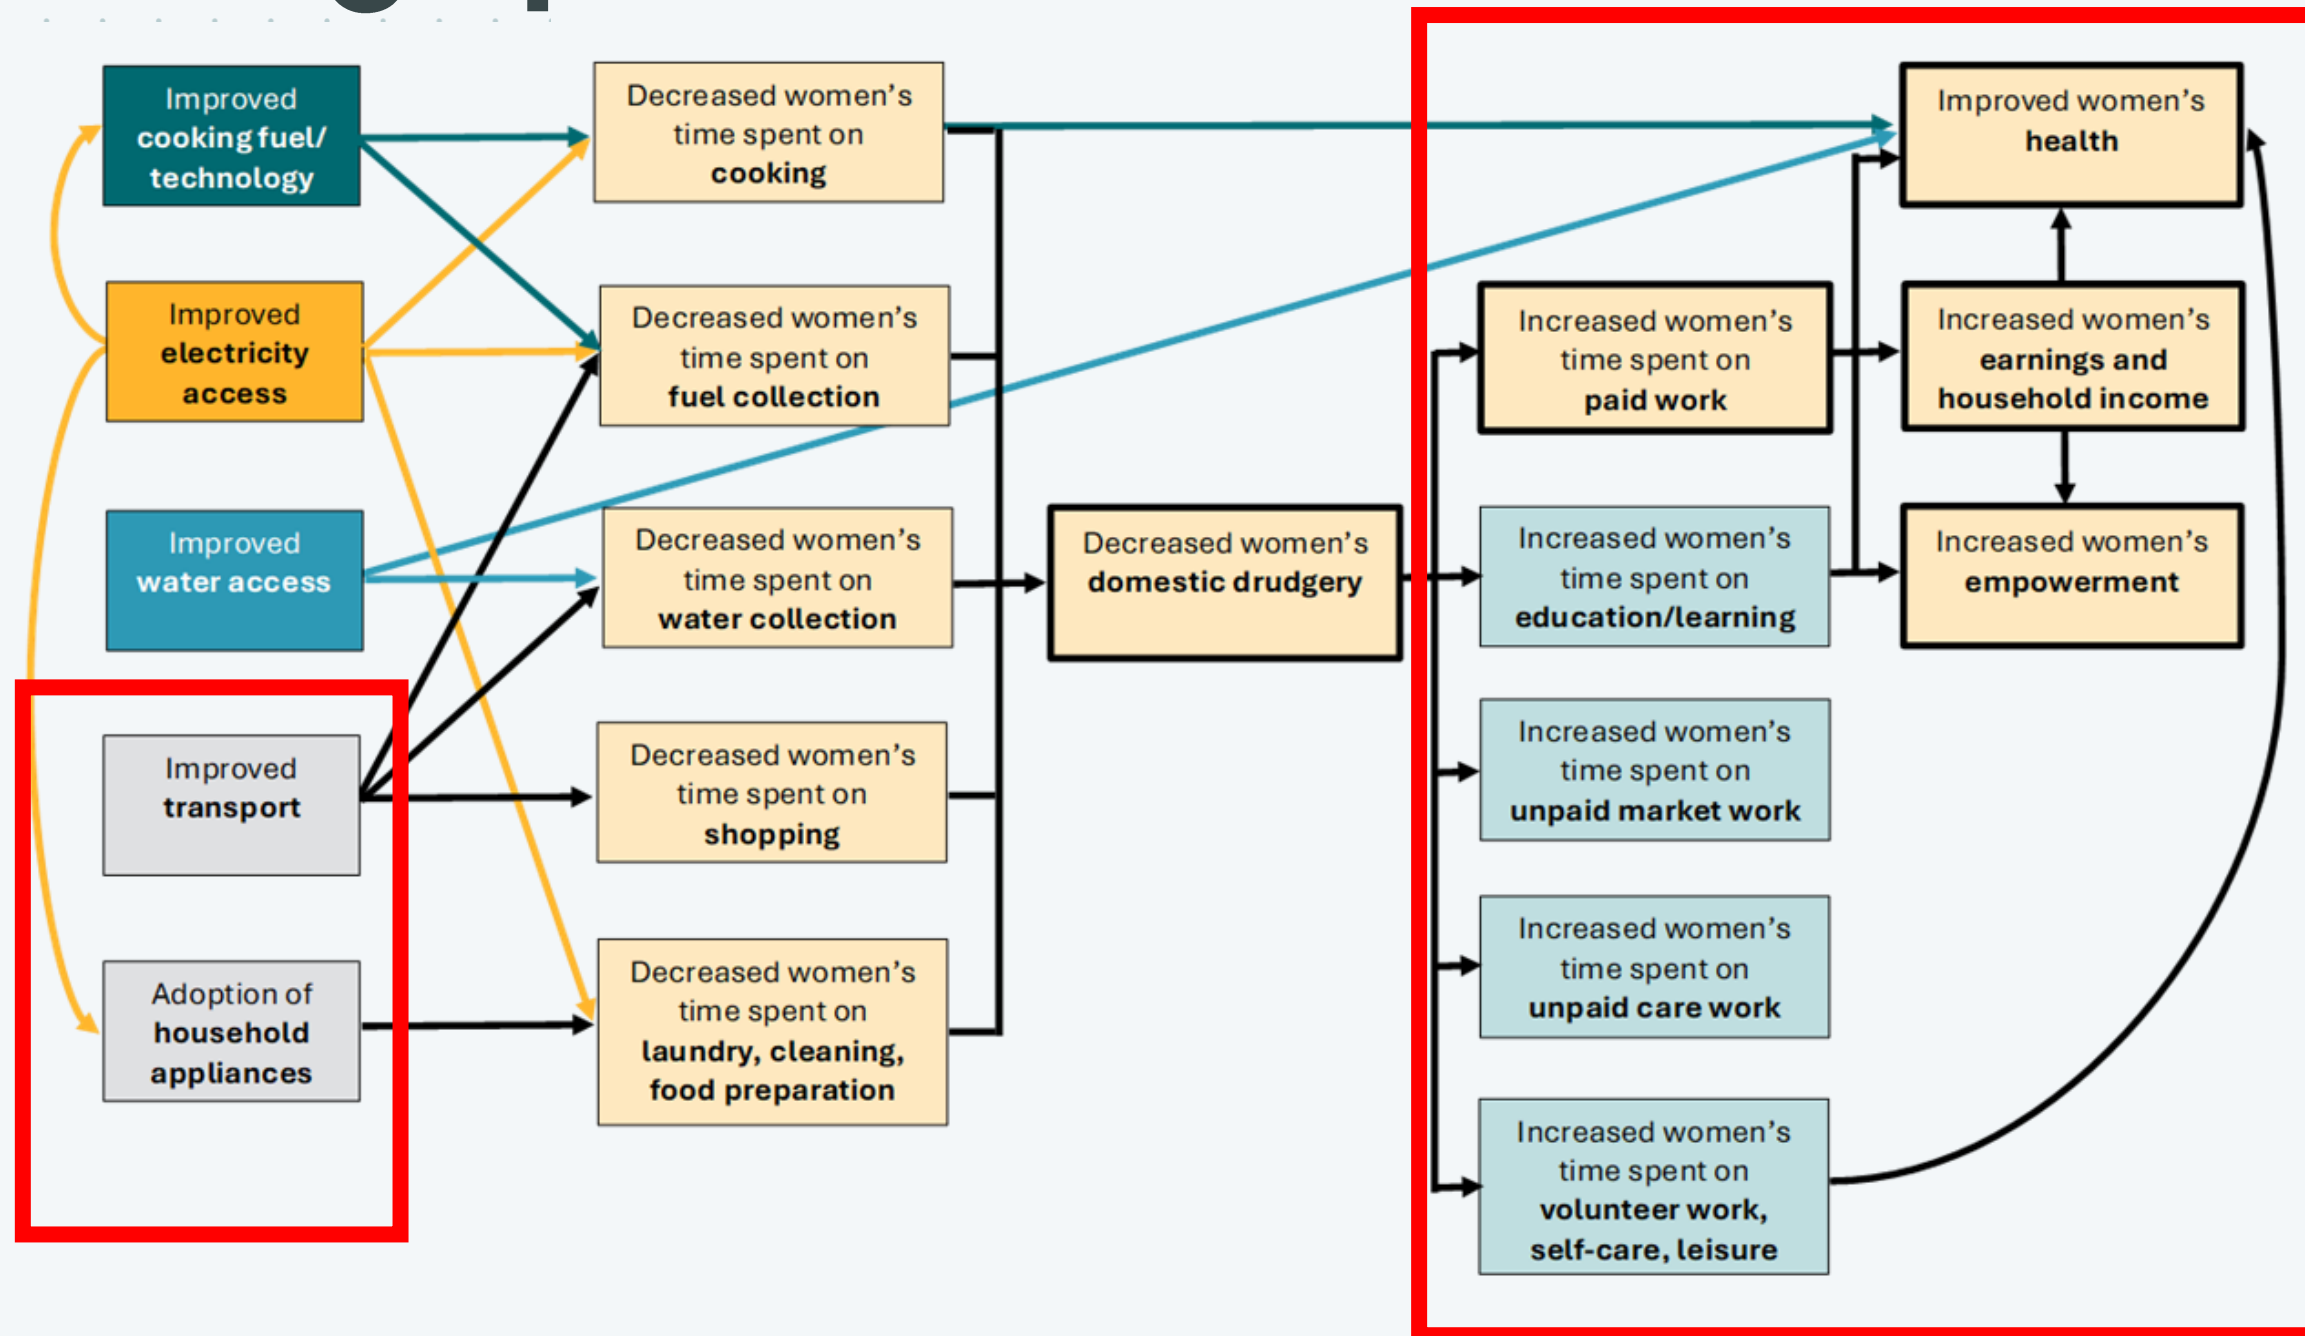 Improved
cooking fuel/
technology
Improved
electricity
access
Improved
water access
Improved
transport
Adoption of
household
appliances
Decreased women’s
time spent on
cooking
Decreased women’s
time spent on
fuel collection
Decreased women’s
time spent on
water collection
Decreased women’s
time spent on
shopping
Decreased women’s
time spent on
laundry, cleaning,
food preparation
Decreased women’s
domestic drudgery
Increased women’s
time spent on
paid work
Increased women’s
time spent on
education/learning
Increased women’s
time spent on
unpaid market work
Increased women’s
time spent on
unpaid care work
Increased women’s
time spent on
volunteer work,
self-care, leisure
Improved women’s
health
Increased women’s
earnings and
household income
Increased women’s
empowerment